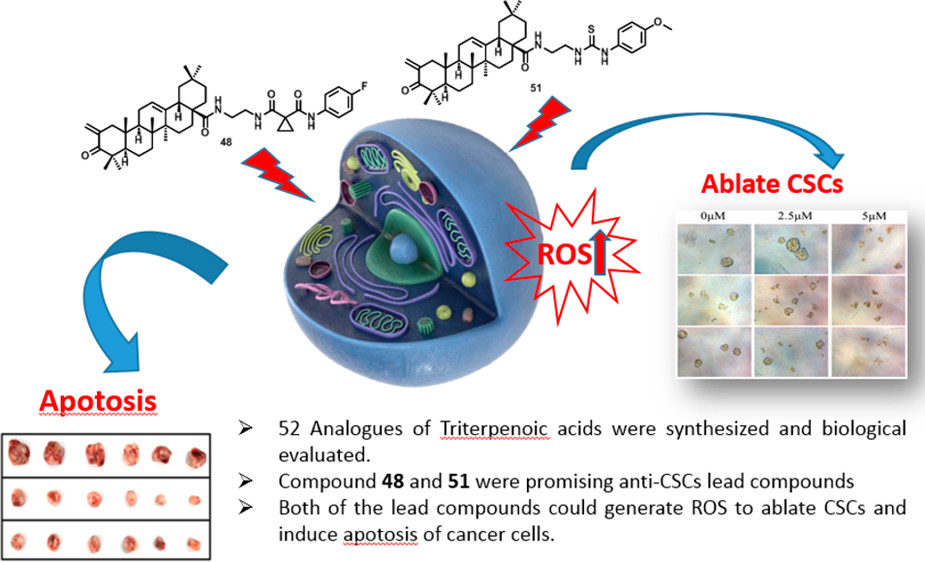 51
48
ROS
Ablate CSCs
0μM 2.5μM 5μM
Apotosis
➢ 52 Analogues of Triterpenoic acids were synthesized and biological
evaluated.
➢ Compound 48 and 51 were promising anti-CSCs lead compounds
➢ Both of the lead compounds could generate ROS to ablate CSCs and
induce apotosis of cancer cells.